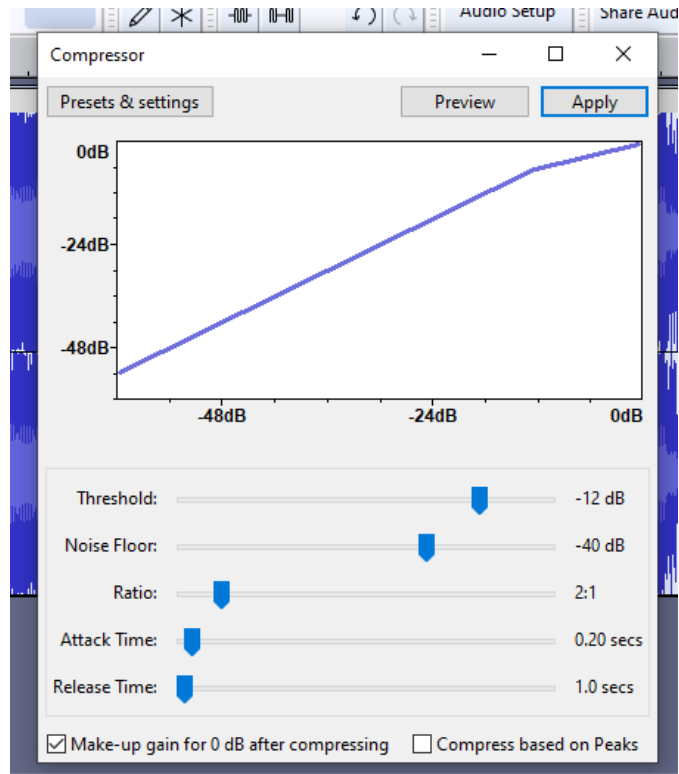 Audio Setup
Share Aud
Compressor
Presets & settings
Preview
Apply
0dB
-24dB
-48dB
-48dB
-24dB
0dB
Threshold:
-12 dB
Noise Floor:
-40 dB
Ratio:
2:1
Attack Time:
0.20 secs
Release Time:
1.0 secs
Make-up gain for 0 dB after compressing
Compress based on Peaks